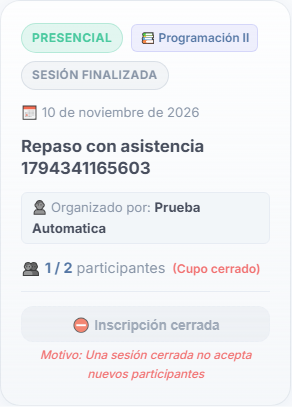 PRESENCIAL
Programación II
SESIÓN FINALIZADA
10 de noviembre de 2026
Repaso con asistencia
1794341165603
Organizado por: Prueba
Automatica
1 / 2 participantes (Cupo cerrado)
Inscripción cerrada
Motivo: Una sesión cerrada no acepta
nuevos participantes